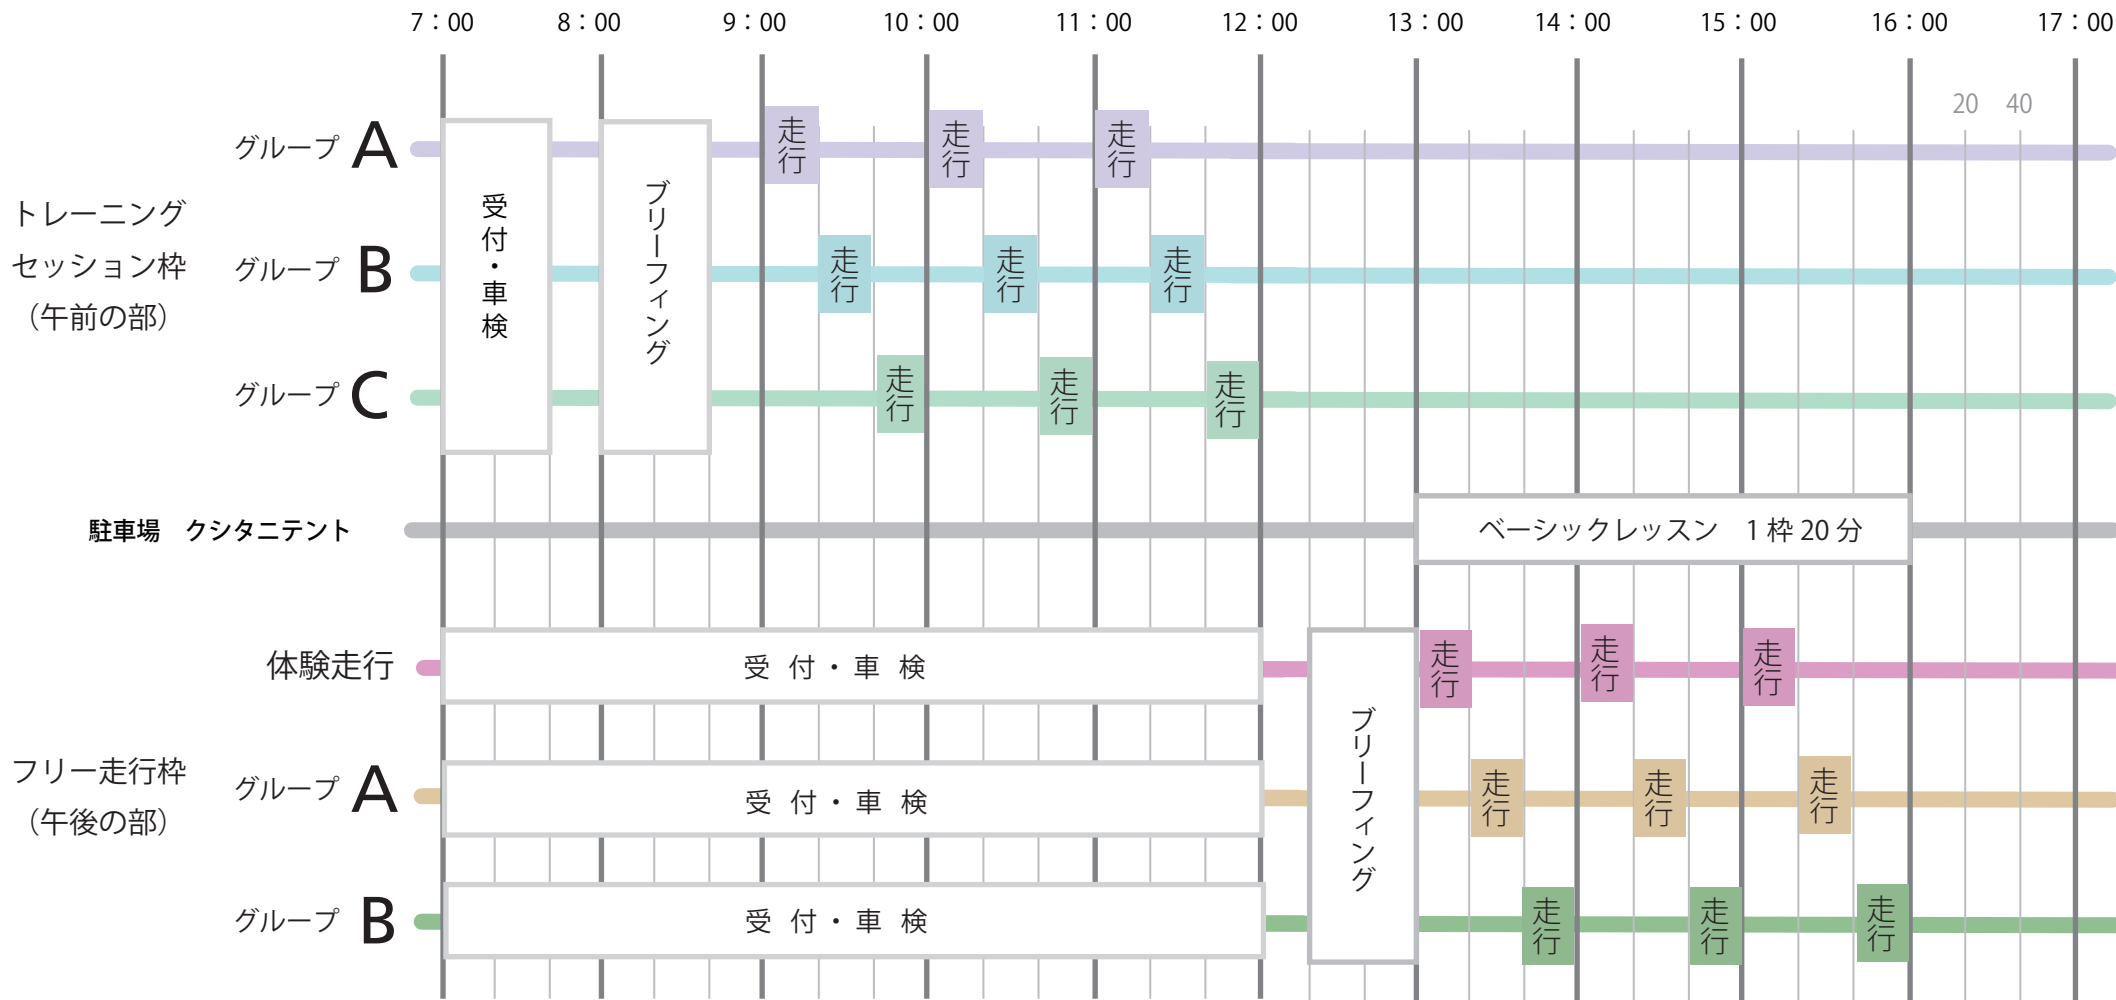 7：00 8：00 9：00 10：00 11：00 12：00 13：00 14：00 15：00 16：00 17：00
20 40
トレーニング
セッション枠
（午前の部）
グループ A
走行 走行 走行
グループ B
走行 走行 走行
グループ C
走行 走行 走行
受付・車検
ブリーフィング
駐車場　クシタニテント
ベーシックレッスン　1 枠 20 分
体験走行
受 付・車 検
走行 走行 走行
フリー走行枠
（午後の部）
グループ A
受 付・車 検
走行 走行 走行
グループ B
受 付・車 検
走行 走行 走行
ブリーフィング